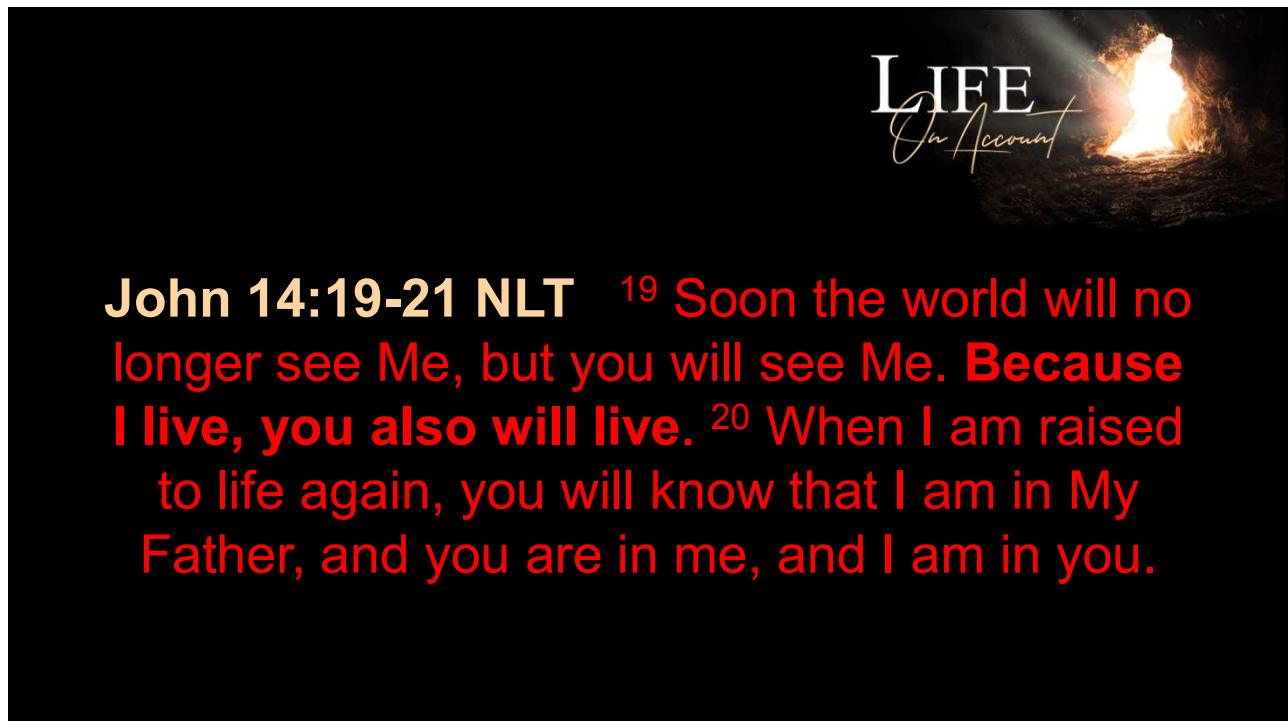 LIFE
On Account
John 14:19-21 NLT 19 Soon the world will no
longer see Me, but you will see Me. Because
I live, you also will live. 20 When I am raised
to life again, you will know that I am in My
Father, and you are in me, and I am in you.